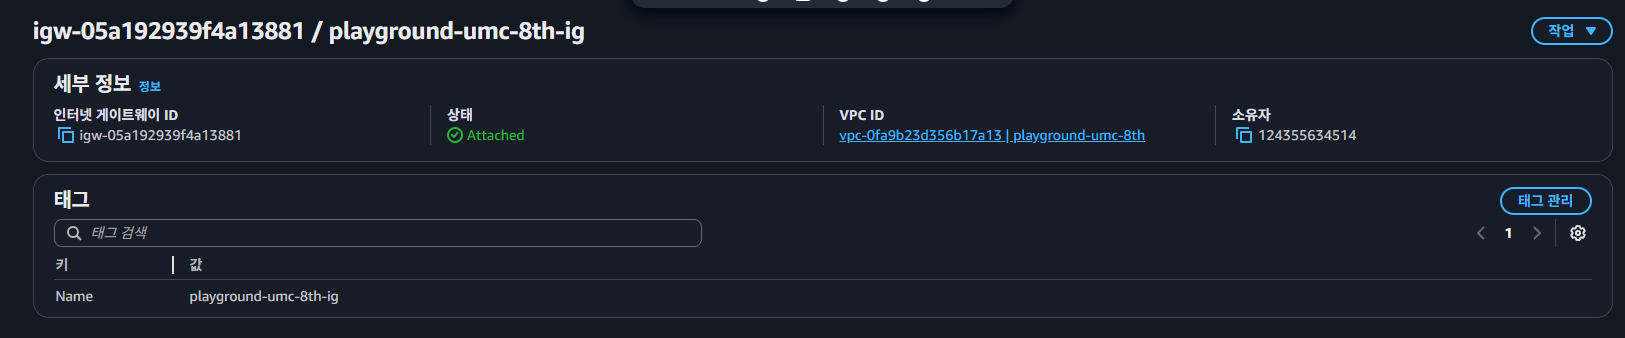 igw-05a192939f4a13881 / playground-umc-8th-ig
작업
세부 정보 정보
인터넷 게이트웨이 ID
igw-05a192939f4a13881
상태
Attached
VPC ID
vpc-0fa9b23d356b17a13 | playground-umc-8th
소유자
124355634514
태그
태그 관리
태그 검색
1
키 값
Name playground-umc-8th-ig